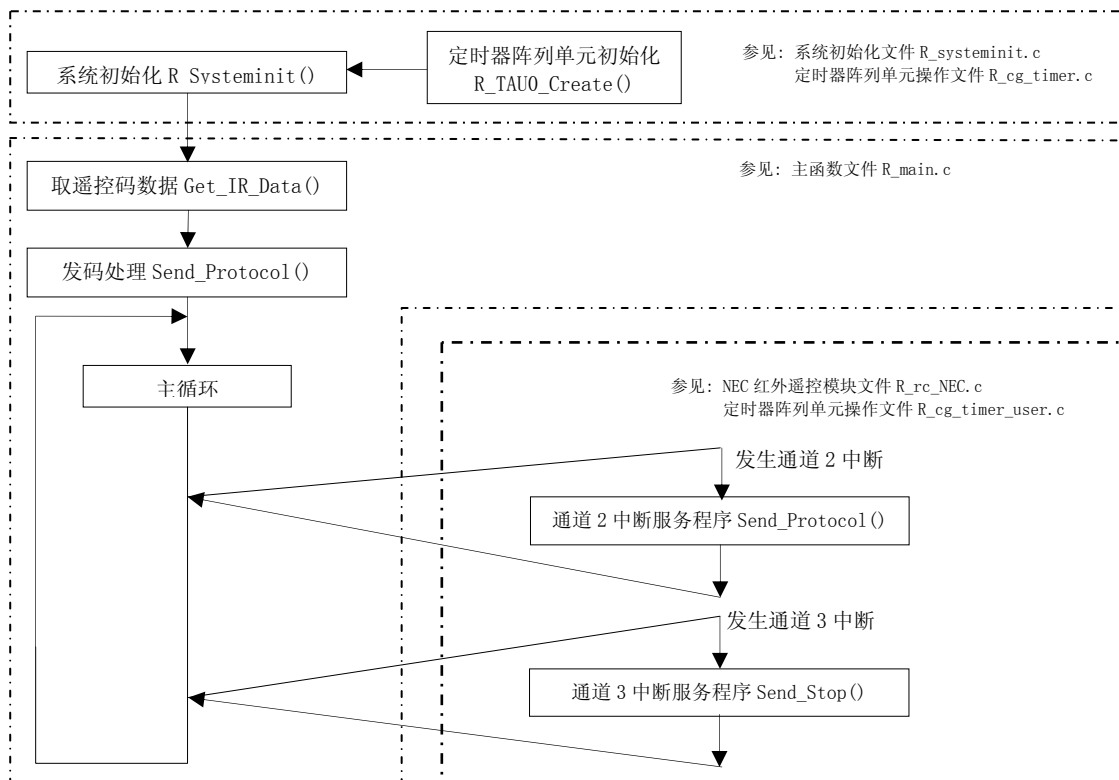 系统初始化 R Systeminit()
定时器阵列单元初始化
R_TAU0_Create()
参见: 系统初始化文件 R_systeminit.c
定时器阵列单元操作文件 R_cg_timer.c
取遥控码数据 Get_IR_Data()
参见: 主函数文件 R_main.c
发码处理 Send_Protocol()
主循环
参见: NEC 红外遥控模块文件 R_rc_NEC.c
定时器阵列单元操作文件 R_cg_timer_user.c
发生通道 2 中断
通道 2 中断服务程序 Send_Protocol()
发生通道 3 中断
通道 3 中断服务程序 Send_Stop()